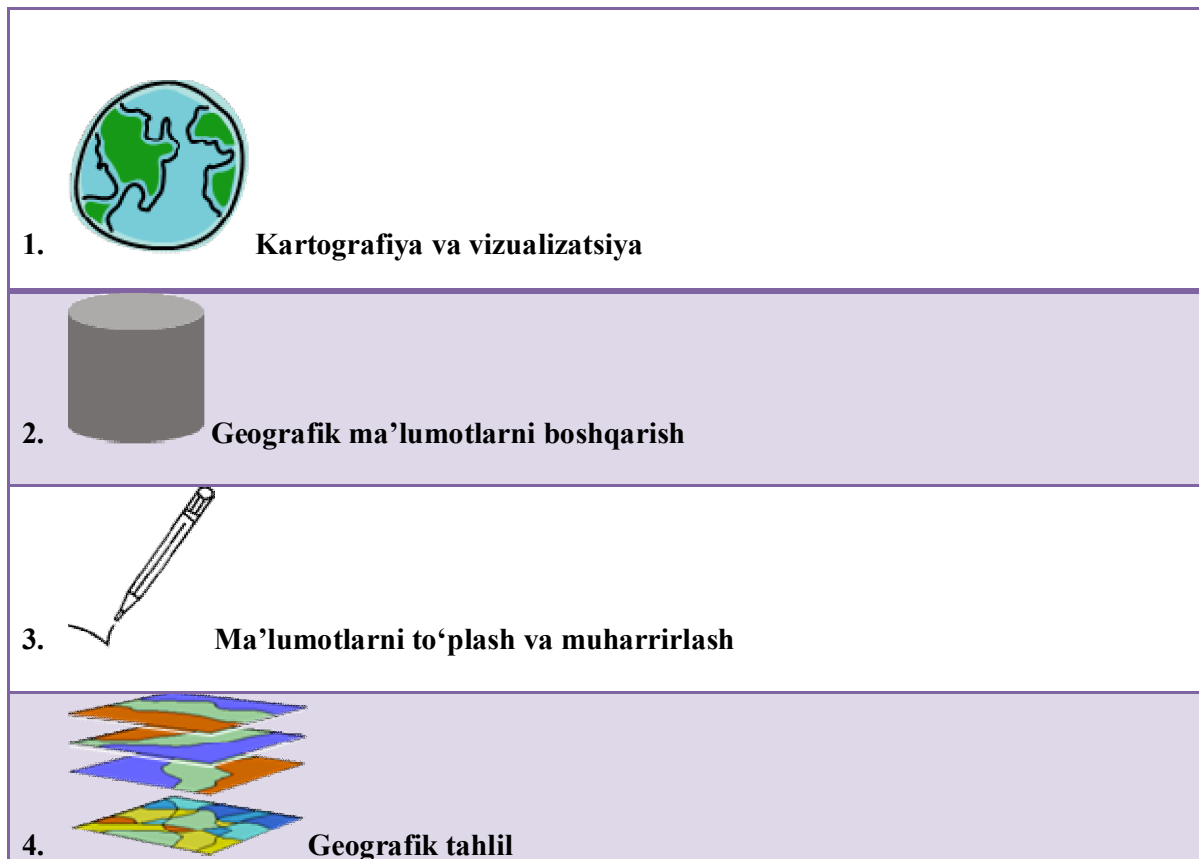 1. Kartografiya va vizualizatsiya
2. Geografik ma’lumotlarni boshqarish
3. Ma’lumotlarni to‘plash va muharrirlash
4. Geografik tahlil